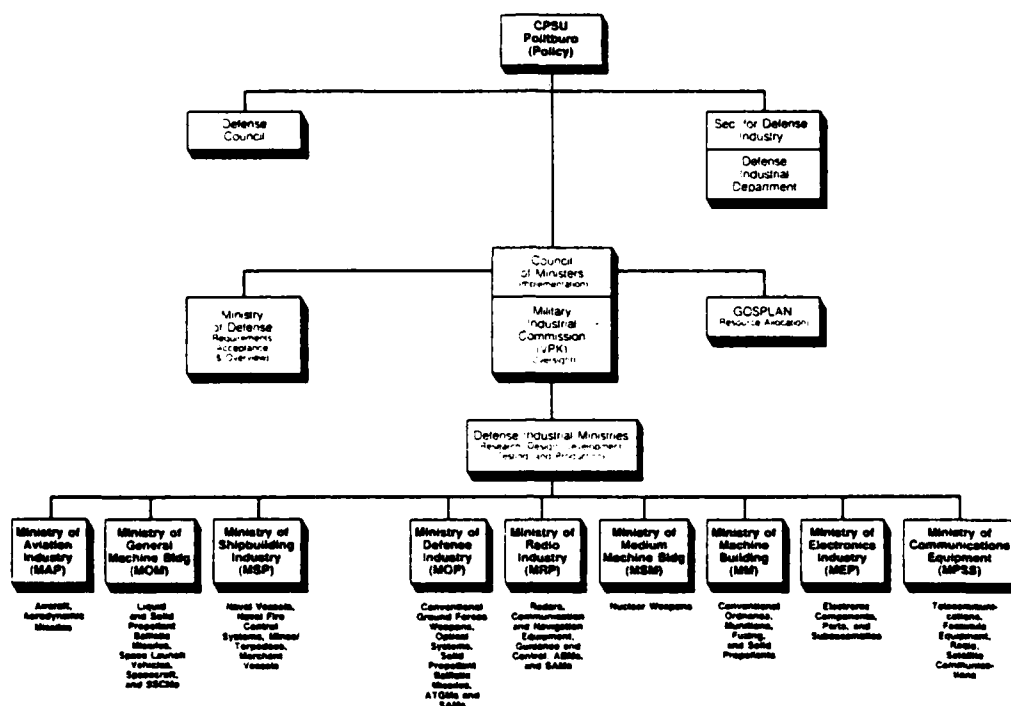 CPSU
Politburo
(Policy)
Defense
Council
Sec for Defense
Industry
Defense
Industrial
Department
Council
of Ministers
(Implementation)
Military
Industrial
Commission
(VPK)
Oversight
Ministry
of Defense
Requirements
Acceptance
& Overview)
GOSPLAN
Resource Allocation)
Defense Industrial Ministries
Research, Design, Development
Testing, and Production)
Ministry of
Aviation
Industry
(MAP)
Aircraft,
Aerodynamic
Missiles
Ministry of
General
Machine Bldg
(MOM)
Liquid
and Solid
Propellant
Ballistic
Missiles,
Space Launch
Vehicles,
Spacecraft,
and SSCMs
Ministry of
Shipbuilding
Industry
(MSP)
Naval Vessels,
Naval Fire
Control
Systems, Mines/
Torpedoes,
Merchant
Vessels
Ministry of
Defense
Industry
(MOP)
Conventional
Ground Forces
Weapons,
Optical
Systems,
Solid
Propellant
Ballistic
Missiles,
ATGMs and
SAMs
Ministry of
Radio
Industry
(MRP)
Radars,
Communication
and Navigation
Equipment,
Guidance and
Control, ABMs,
and SAMs
Ministry of
Medium
Machine Bldg
(MSM)
Nuclear Weapons
Ministry of
Machine
Building
(MM)
Conventional
Ordnance,
Munitions,
Fusing,
and Solid
Propellants
Ministry of
Electronics
Industry
(MEP)
Electronic
Components,
Parts, and
Subassemblies
Ministry of
Communications
Equipment
(MPSS)
Telecommuni-
cations,
Facsimile
Equipment,
Radio,
Satellite
Communica-
tions